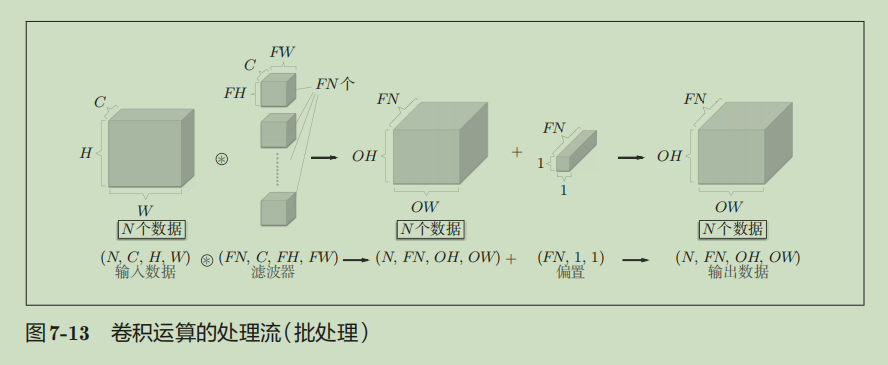 C
H
W
N个数据
⊛
C
FW
FH
FN个
FN
OH
OW
N个数据
+
FN
1
1
FN
OH
OW
N个数据
(N, C, H, W) ⊛ (FN, C, FH, FW) → (N, FN, OH, OW) + (FN, 1, 1) → (N, FN, OH, OW)
输入数据 滤波器 偏置 输出数据
图7-13 卷积运算的处理流(批处理)